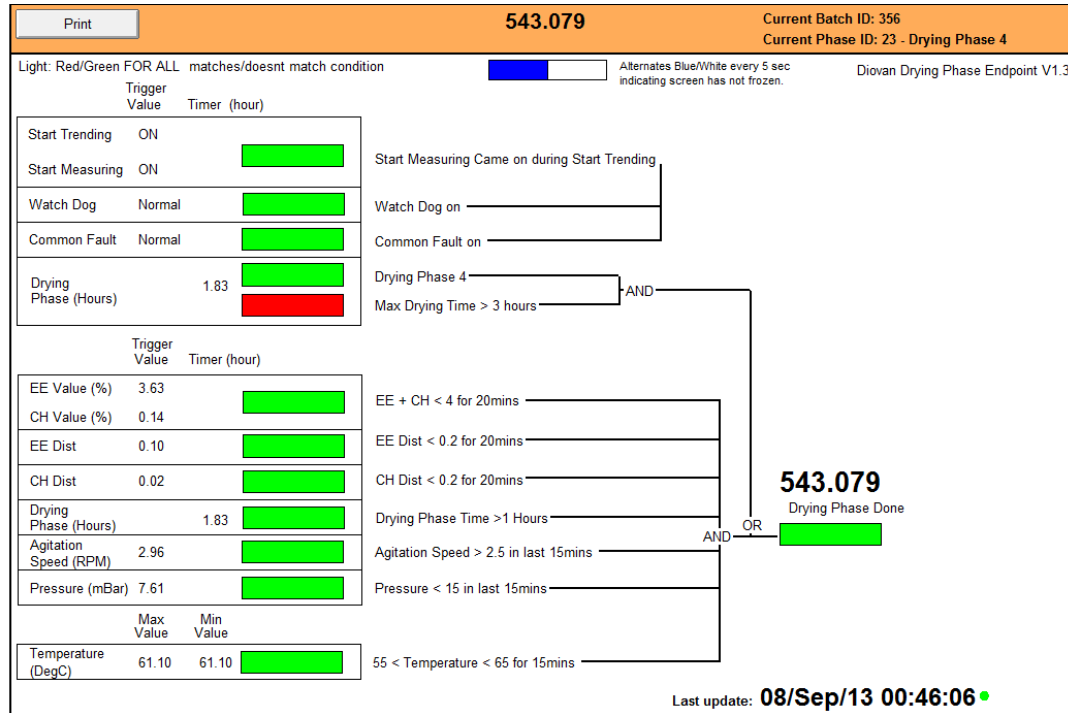 Print
543.079
Current Batch ID: 356
Current Phase ID: 23 - Drying Phase 4
Light: Red/Green FOR ALL matches/doesnt match condition
Alternates Blue/White every 5 sec
indicating screen has not frozen.
Diovan Drying Phase Endpoint V1.3
Trigger
Value Timer (hour)
Start Trending ON
Start Measuring ON
Start Measuring Came on during Start Trending
Watch Dog Normal
Watch Dog on
Common Fault Normal
Common Fault on
Drying
Phase (Hours) 1.83
Drying Phase 4
Max Drying Time > 3 hours
AND
Trigger
Value Timer (hour)
EE Value (%) 3.63
CH Value (%) 0.14
EE + CH < 4 for 20mins
EE Dist 0.10
EE Dist < 0.2 for 20mins
CH Dist 0.02
CH Dist < 0.2 for 20mins
Drying
Phase (Hours) 1.83
Drying Phase Time >1 Hours
Agitation
Speed (RPM) 2.96
Agitation Speed > 2.5 in last 15mins
Pressure (mBar) 7.61
Pressure < 15 in last 15mins
AND
OR
543.079
Drying Phase Done
Max
Value
Min
Value
Temperature
(DegC) 61.10 61.10
55 < Temperature < 65 for 15mins
Last update: 08/Sep/13 00:46:06